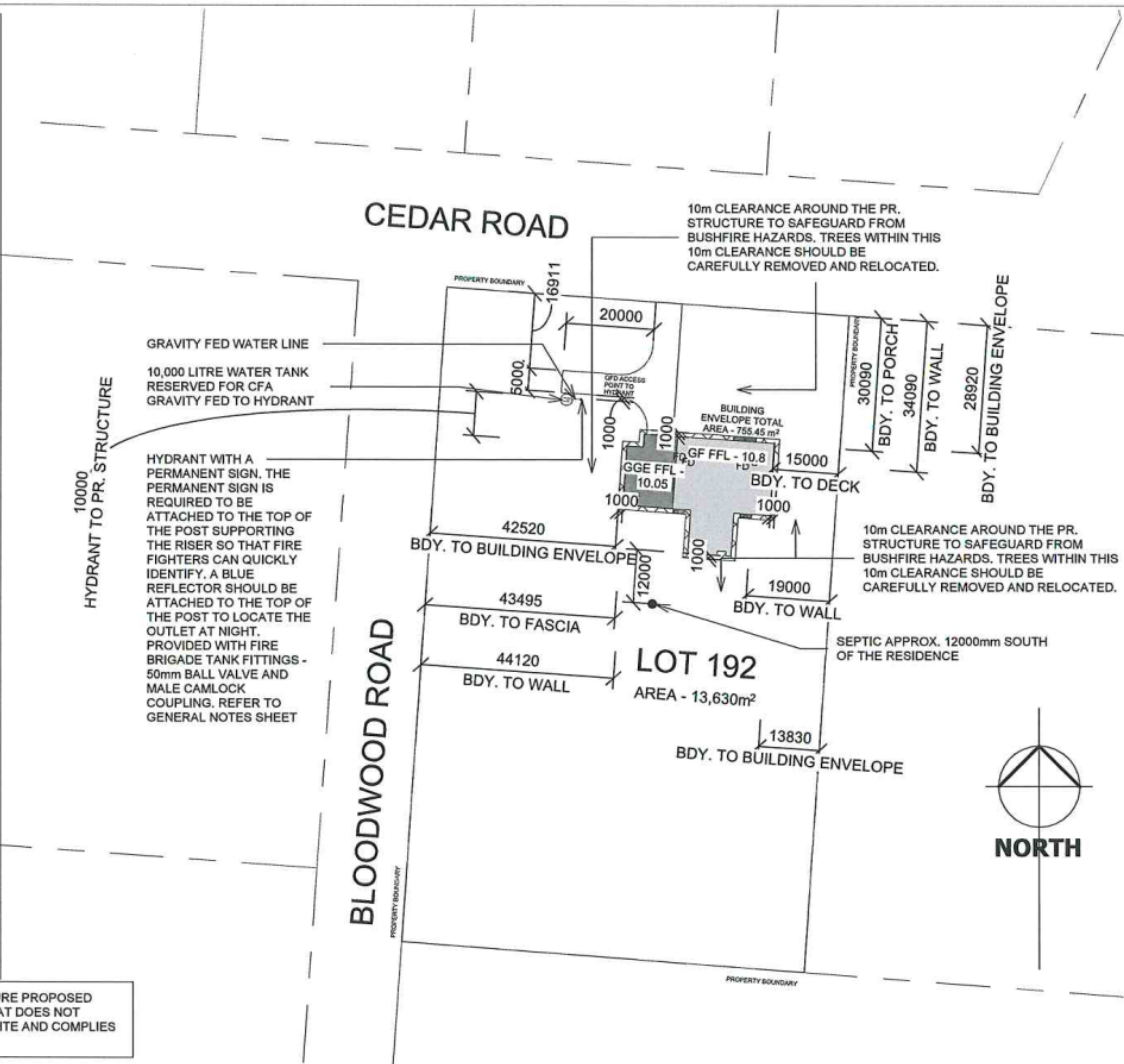 CEDAR ROAD
10m CLEARANCE AROUND THE PR.
STRUCTURE TO SAFEGUARD FROM
BUSHFIRE HAZARDS. TREES WITHIN THIS
10m CLEARANCE SHOULD BE
CAREFULLY REMOVED AND RELOCATED.
PROPERTY BOUNDARY
16911
20000
GRAVITY FED WATER LINE
10,000 LITRE WATER TANK
RESERVED FOR CFA
GRAVITY FED TO HYDRANT
5000
POINT TO
HYDRANT
10000
HYDRANT TO PR. STRUCTURE
HYDRANT WITH A
PERMANENT SIGN. THE
PERMANENT SIGN IS
REQUIRED TO BE
ATTACHED TO THE TOP OF
THE POST SUPPORTING
THE RISER SO THAT FIRE
FIGHTERS CAN QUICKLY
IDENTIFY. A BLUE
REFLECTOR SHOULD BE
ATTACHED TO THE TOP OF
THE POST TO LOCATE THE
OUTLET AT NIGHT.
PROVIDED WITH FIRE
BRIGADE TANK FITTINGS -
50mm BALL VALVE AND
MALE CAMLOCK
COUPLING. REFER TO
GENERAL NOTES SHEET
1000
1000
BUILDING
ENVELOPE TOTAL
AREA - 755.45 m²
GF FFL - 10.8
GGE FFL -
10.05
1000
1000
1000
15000
BDY. TO DECK
PROPERTY BOUNDARY
30090
BDY. TO PORCH
34090
BDY. TO WALL
28920
BDY. TO BUILDING ENVELOPE
42520
BDY. TO BUILDING ENVELOPE
12000
43495
BDY. TO FASCIA
44120
BDY. TO WALL
10m CLEARANCE AROUND THE PR.
STRUCTURE TO SAFEGUARD FROM
BUSHFIRE HAZARDS. TREES WITHIN THIS
10m CLEARANCE SHOULD BE
CAREFULLY REMOVED AND RELOCATED.
19000
BDY. TO WALL
SEPTIC APPROX. 12000mm SOUTH
OF THE RESIDENCE
LOT 192
AREA - 13,630m²
13830
BDY. TO BUILDING ENVELOPE
BLOODWOOD ROAD
PROPERTY BOUNDARY
PROPERTY BOUNDARY
NORTH
URE PROPOSED
AT DOES NOT
ITE AND COMPLIES